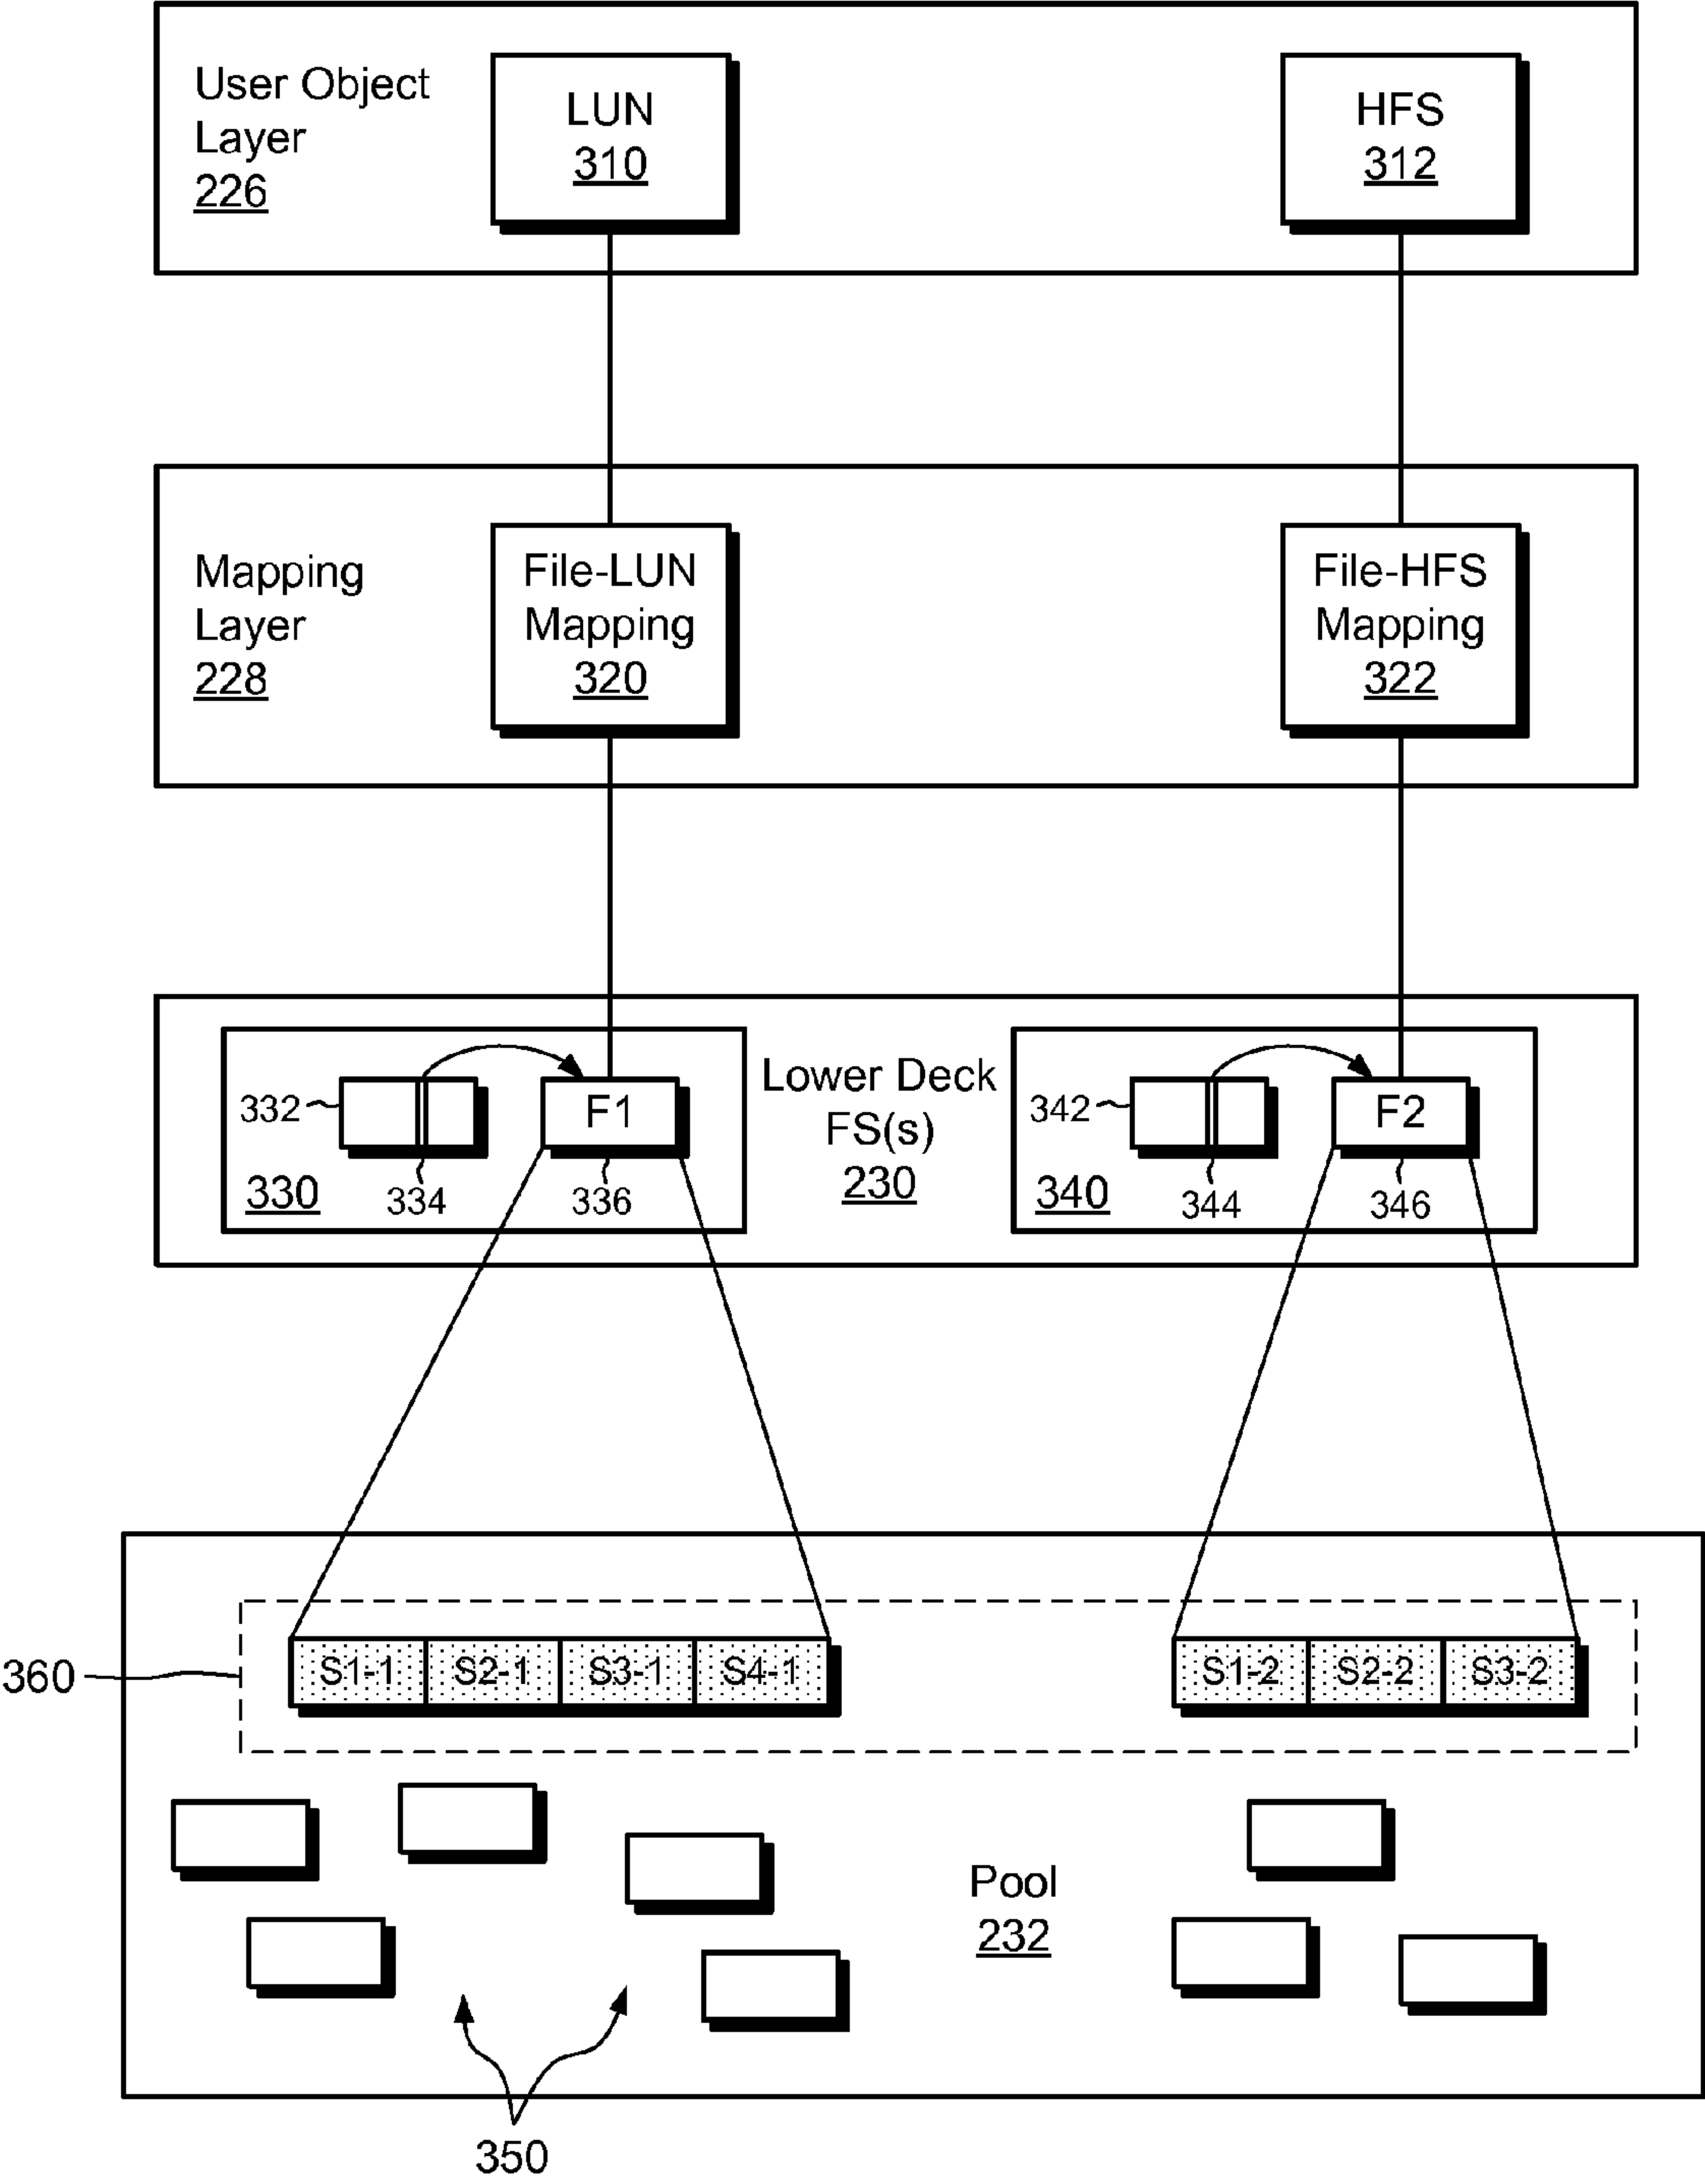 User Object
Layer
226
LUN
310
HFS
312
Mapping
Layer
228
File-LUN
Mapping
320
File-HFS
Mapping
322
332
334
330
F1
336
Lower Deck
FS(s)
230
342
344
340
F2
346
360
S1-1 S2-1 S3-1 S4-1
S1-2 S2-2 S3-2
Pool
232
350